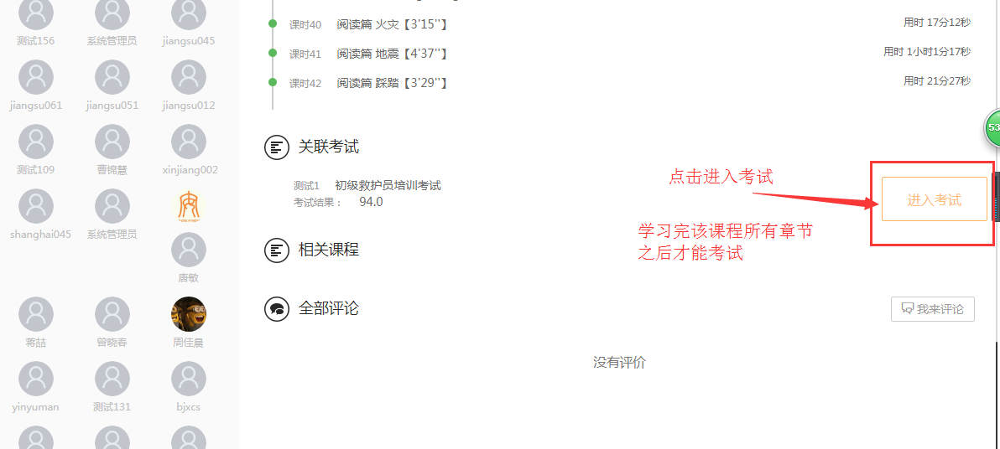 测试156 系统管理员 jiangsu045
jiangsu061 jiangsu051 jiangsu012
测试109 曹锦慧 xinjiang002
shanghai045 系统管理员
唐敏
蒋喆 曾晓春 周佳晨
yinyuman 测试131 bjxcs
课时40 阅读篇 火灾【3'15''】 用时 17分12秒
课时41 阅读篇 地震【4'37''】 用时 1小时1分17秒
课时42 阅读篇 踩踏【3'29''】 用时 21分27秒
53
关联考试
测试1 初级救护员培训考试
考试结果： 94.0
点击进入考试
进入考试
学习完该课程所有章节
之后才能考试
相关课程
全部评论
我来评论
没有评价